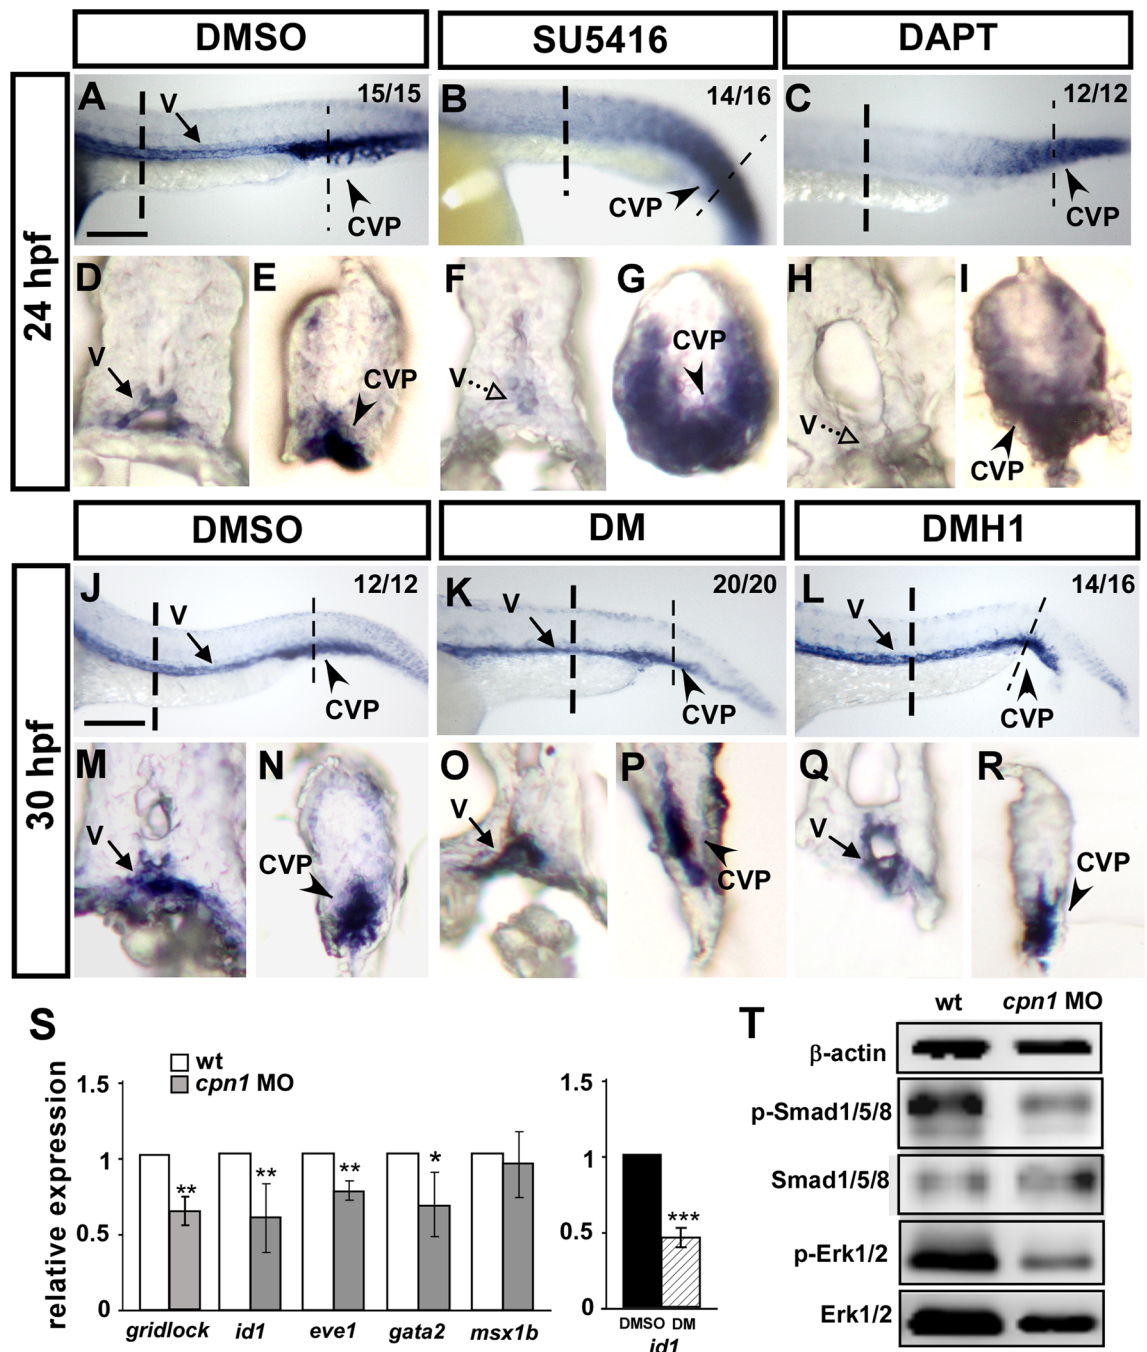 DMSO SU5416 DAPT
24 hpf
A V 15/15 CVP
B 14/16 CVP
C 12/12 CVP
D V
E CVP
F V
G CVP
H V
I CVP
DMSO DM DMH1
30 hpf
J V 12/12 CVP
K V 20/20 CVP
L V 14/16 CVP
M V
N CVP
O V
P CVP
Q V
R CVP
S
wt
cpn1 MO
relative expression
1.5
1
0.5
0
** ** ** *
gridlock id1 eve1 gata2 msx1b
1.5
1
0.5
0
***
DMSO DM
id1
T
wt cpn1 MO
β-actin
p-Smad1/5/8
Smad1/5/8
p-Erk1/2
Erk1/2